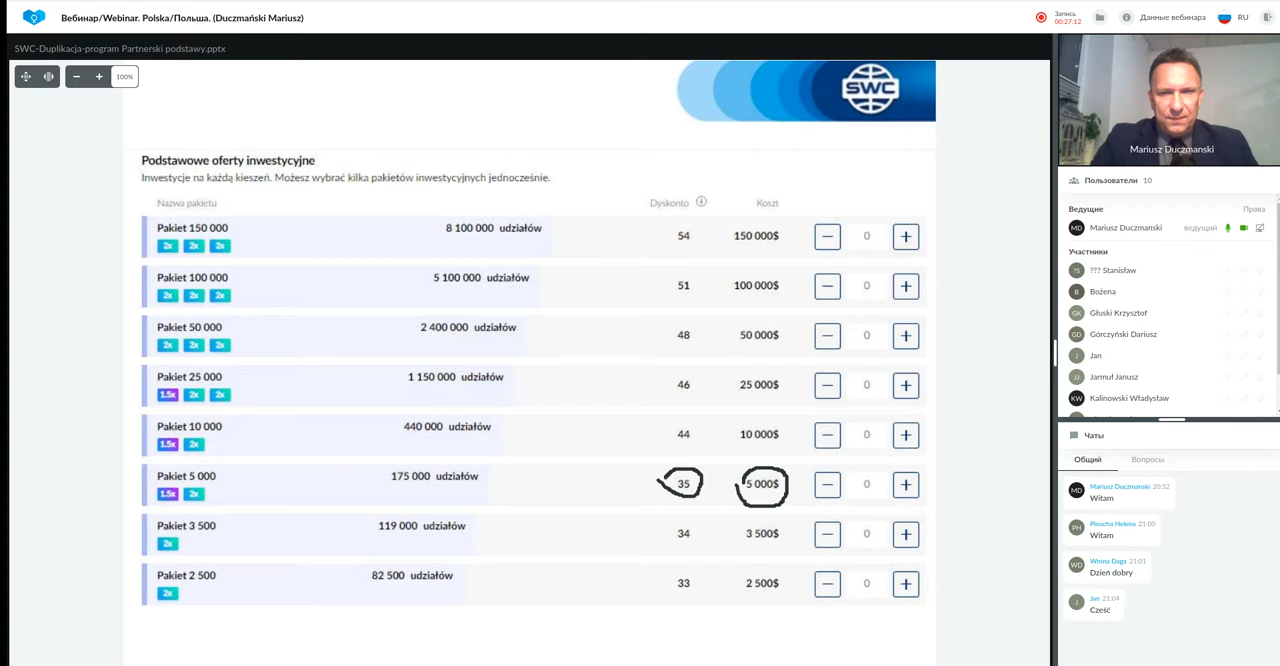 Вебинар/Webinar. Polska/Польша. (Duczmański Mariusz)
Запись
00:27:12
Данные вебинара
RU
SWC-Duplikacja-program Partnerski podstawy.pptx
100%
SWC
Podstawowe oferty inwestycyjne
Inwestycje na każdą kieszeń. Możesz wybrać kilka pakietów inwestycyjnych jednocześnie.
Nazwa pakietu Dyskonto Koszt
Pakiet 150 000 8 100 000 udziałów 54 150 000$ 0
2x 2x 2x
Pakiet 100 000 5 100 000 udziałów 51 100 000$ 0
2x 2x 2x
Pakiet 50 000 2 400 000 udziałów 48 50 000$ 0
2x 2x 2x
Pakiet 25 000 1 150 000 udziałów 46 25 000$ 0
1.5x 2x 2x
Pakiet 10 000 440 000 udziałów 44 10 000$ 0
1.5x 2x
Pakiet 5 000 175 000 udziałów 35 5 000$ 0
1.5x 2x
Pakiet 3 500 119 000 udziałów 34 3 500$ 0
2x
Pakiet 2 500 82 500 udziałów 33 2 500$ 0
2x
Mariusz Duczmanski
Пользователи 10
Ведущие Права
MD Mariusz Duczmanski ведущий
Участники
?S ??? Stanisław
B Bożena
GK Głuski Krzysztof
GD Górczyński Dariusz
J Jan
JJ Jarmuł Janusz
KW Kalinowski Władysław
Чаты
Общий Вопросы
MD Mariusz Duczmanski 20:52
Witam
PH Pioucha Helena 21:00
Witam
WD Wrona Daga 21:01
Dzień dobry
J Jan 21:04
Cześć